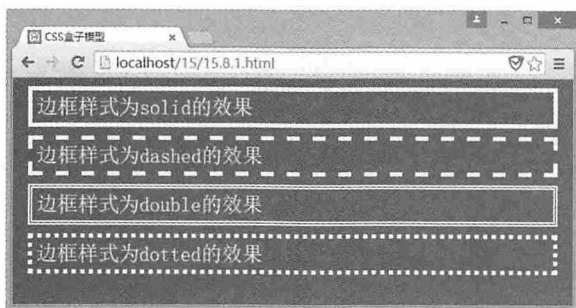 CSS盒子模型
localhost/15/15.8.1.html
边框样式为solid的效果
边框样式为dashed的效果
边框样式为double的效果
边框样式为dotted的效果